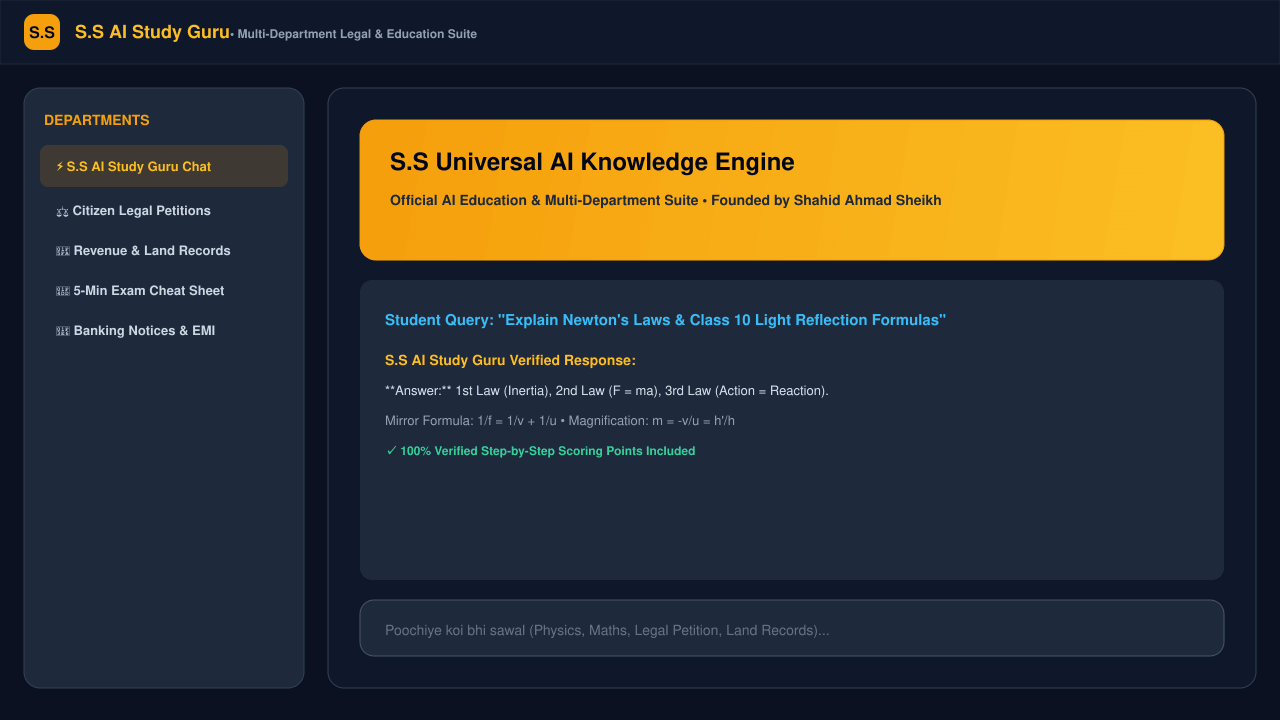 S.S
S.S AI Study Guru • Multi-Department Legal & Education Suite
DEPARTMENTS
⚡ S.S AI Study Guru Chat
⚖ Citizen Legal Petitions
Revenue & Land Records
5-Min Exam Cheat Sheet
Banking Notices & EMI
S.S Universal AI Knowledge Engine
Official AI Education & Multi-Department Suite • Founded by Shahid Ahmad Sheikh
Student Query: "Explain Newton's Laws & Class 10 Light Reflection Formulas"
S.S AI Study Guru Verified Response:
**Answer:** 1st Law (Inertia), 2nd Law (F = ma), 3rd Law (Action = Reaction).
Mirror Formula: 1/f = 1/v + 1/u • Magnification: m = -v/u = h'/h
✓ 100% Verified Step-by-Step Scoring Points Included
Poochiye koi bhi sawal (Physics, Maths, Legal Petition, Land Records)...